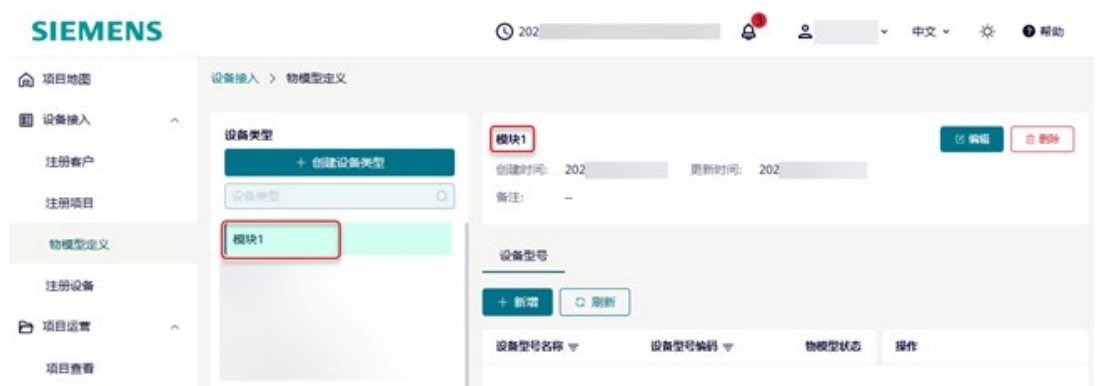 SIEMENS
202
3
中文
帮助
项目地图
设备接入
注册客户
注册项目
物模型定义
注册设备
项目运营
项目查看
设备接入 > 物模型定义
设备类型
+ 创建设备类型
设备类型
模块1
模块1
编辑
删除
创建时间: 202
更新时间: 202
备注: --
设备型号
+ 新增
刷新
设备型号名称
设备型号编码
物模型状态
操作